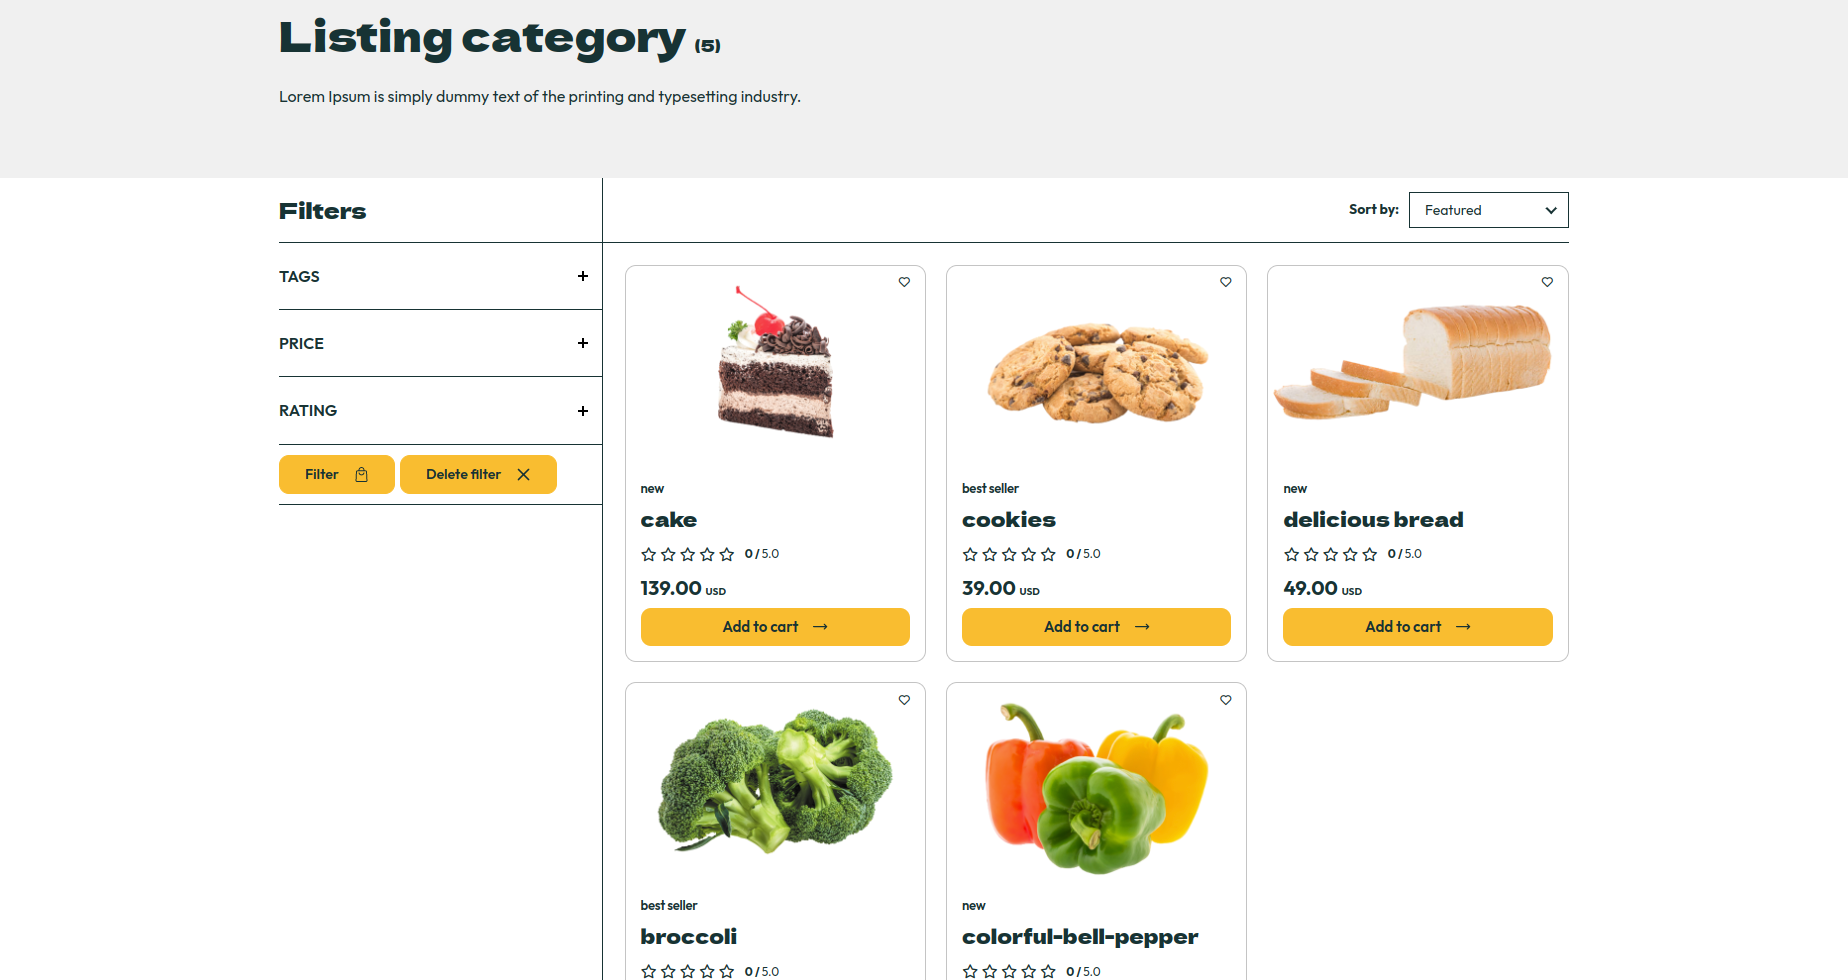 Listing category (5)
Lorem Ipsum is simply dummy text of the printing and typesetting industry.
Filters
Sort by: Featured
TAGS
PRICE
RATING
Filter Delete filter
new
cake
0 / 5.0
139.00 USD
Add to cart
best seller
cookies
0 / 5.0
39.00 USD
Add to cart
new
delicious bread
0 / 5.0
49.00 USD
Add to cart
best seller
broccoli
0 / 5.0
new
colorful-bell-pepper
0 / 5.0